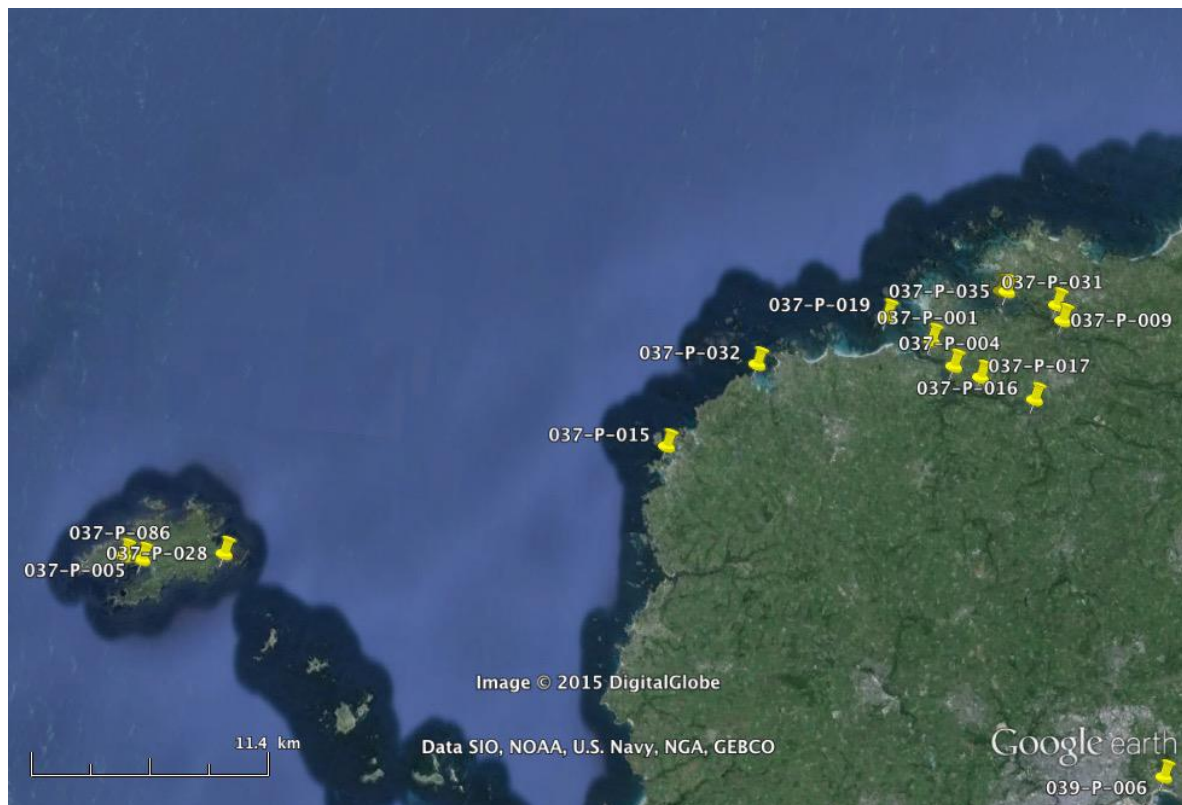 037-P-035
037-P-031
037-P-019
037-P-001
037-P-009
037-P-004
037-P-032
037-P-017
037-P-016
037-P-015
037-P-086
037-P-028
037-P-005
Image © 2015 DigitalGlobe
11.4 km
Data SIO, NOAA, U.S. Navy, NGA, GEBCO
Google earth
039-P-006